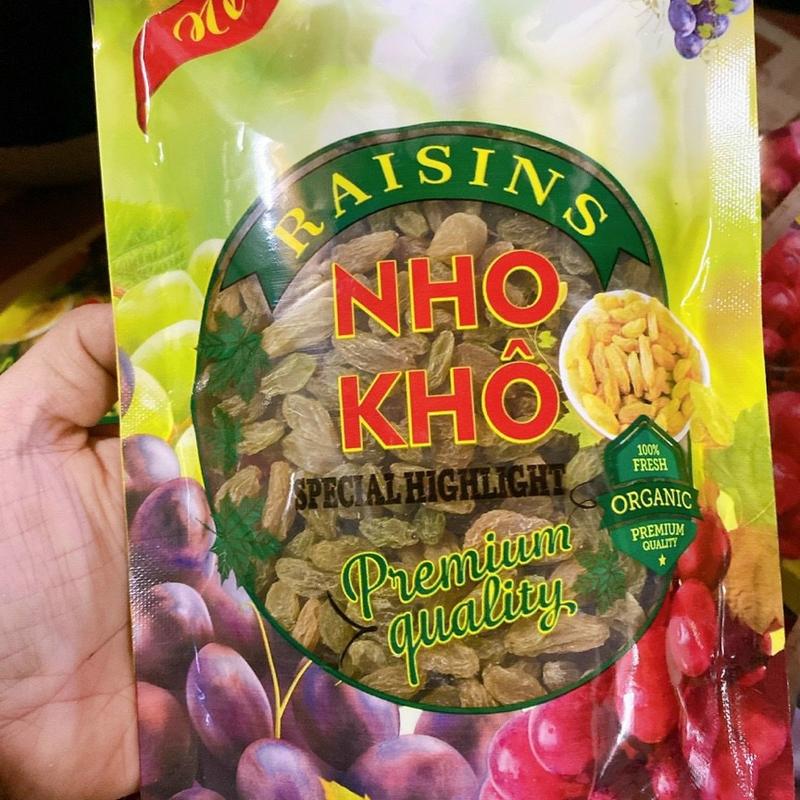 RAISINS
NHO
KHÔ
SPECIAL HIGHLIGHT
100%
FRESH
ORGANIC
PREMIUM
QUALITY
Premium
quality